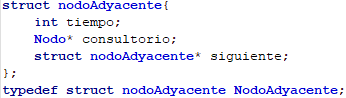 struct nodoAdyacente{
    int tiempo;
    Nodo* consultorio;
    struct nodoAdyacente* siguiente;
};
typedef struct nodoAdyacente NodoAdyacente;